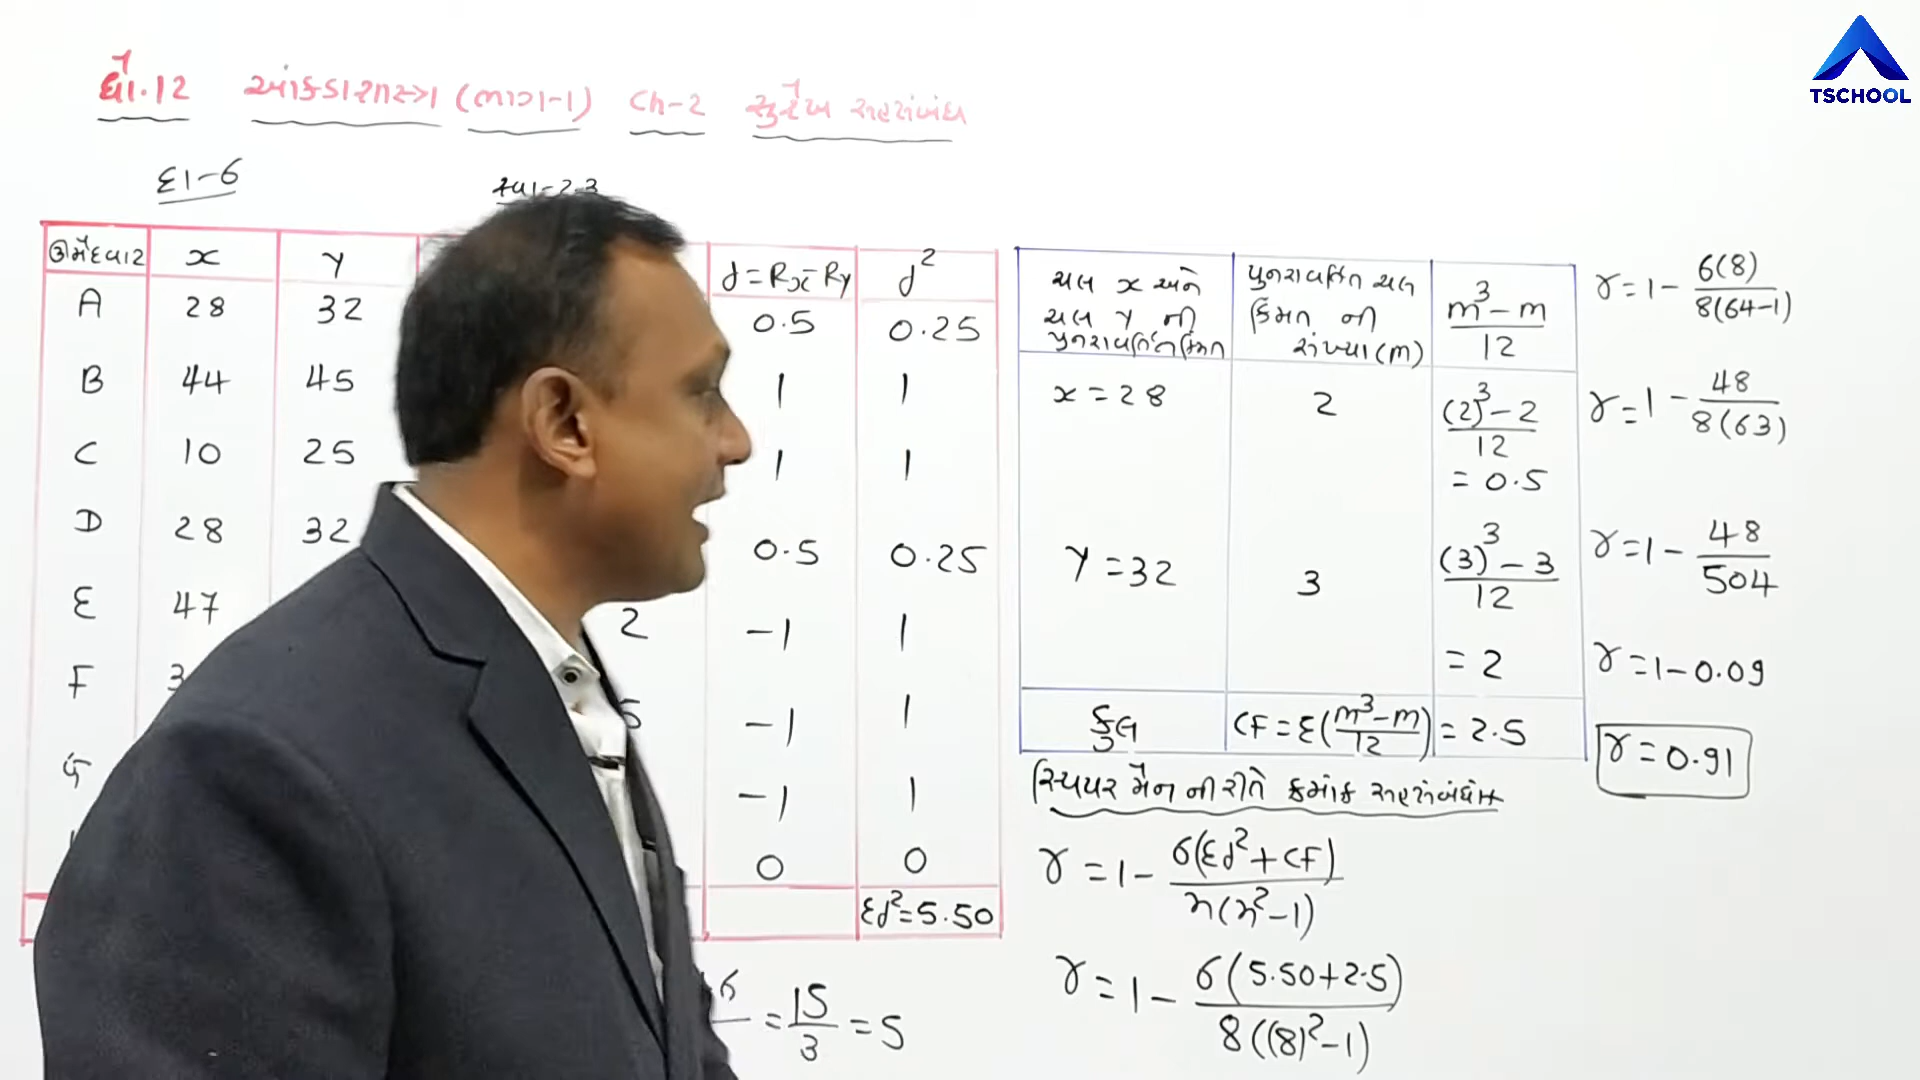 ધો.12 આંકડાશાસ્ત્ર (ભાગ-1) Ch-2 સુરેખ સહસંબંધ
દા-6
સ્વા-2.3
ઉમેદવાર x y d = Rx - Ry d²
A 28 32 0.5 0.25
B 44 45 1 1
C 10 25 1 1
D 28 32 0.5 0.25
E 47 2 -1 1
F 3 5 -1 1
G -1 1
0 0
Σd² = 5.50
6 = 15/3 = 5
ચલ x અને ચલ y ની પુનરાવર્તિત કિંમત
પુનરાવર્તિત ચલ કિંમત ની સંખ્યા (m)
m³ - m / 12
x = 28 2 (2)³ - 2 / 12
= 0.5
y = 32 3 (3)³ - 3 / 12
= 2
કુલ CF = Σ(m³ - m / 12) = 2.5
સ્પિયરમૈન ની રીતે ક્રમાંક સહસંબંધાંક
r = 1 - 6(Σd² + CF) / n(n² - 1)
r = 1 - 6(5.50 + 2.5) / 8((8)² - 1)
r = 1 - 6(8) / 8(64-1)
r = 1 - 48 / 8(63)
r = 1 - 48 / 504
r = 1 - 0.09
r = 0.91
TSCHOOL